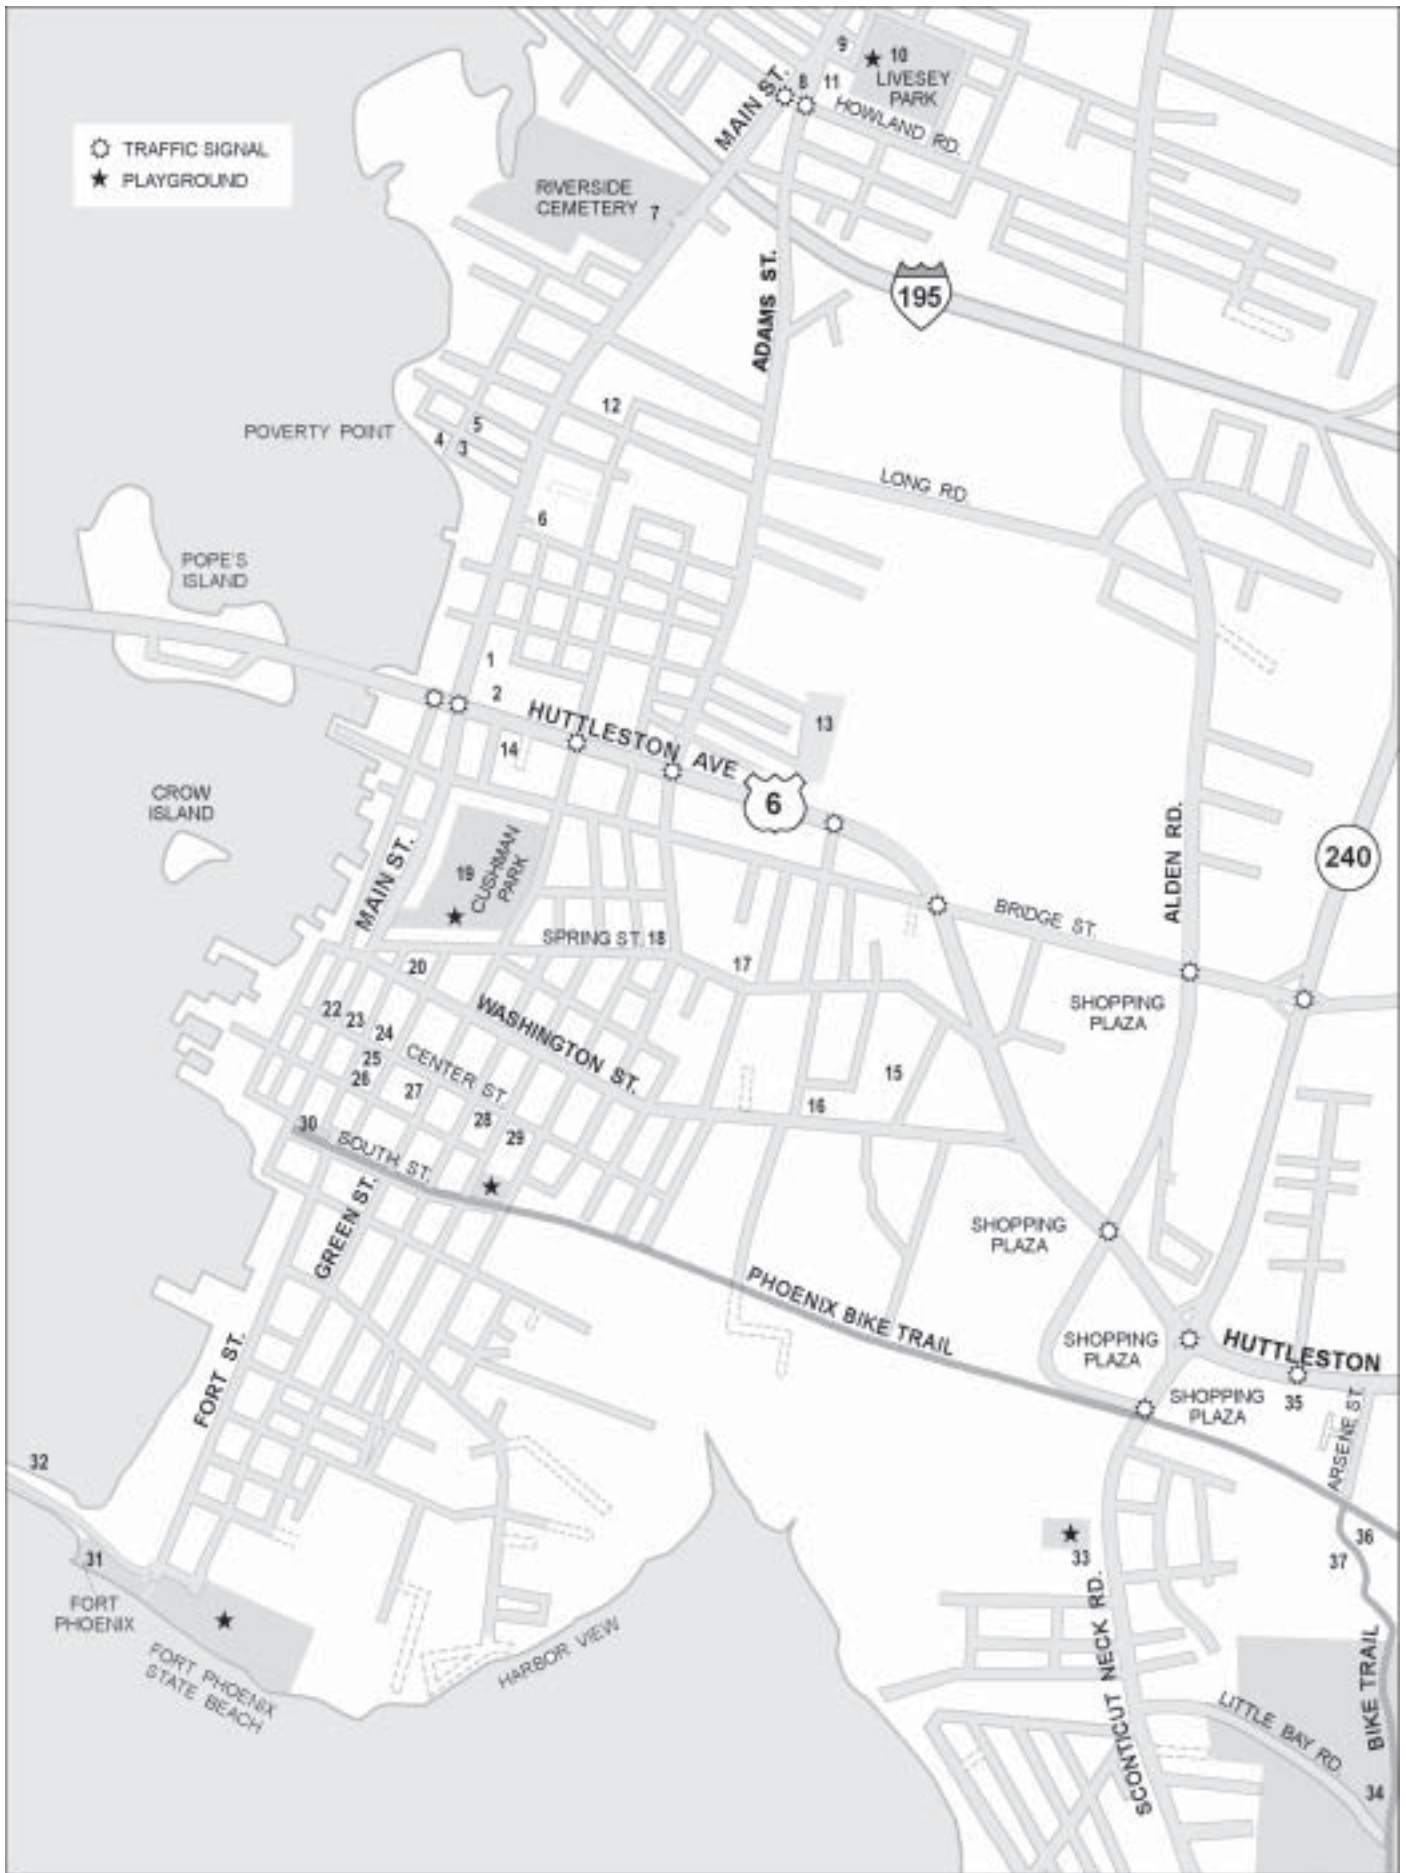 TRAFFIC SIGNAL
PLAYGROUND
9
10
LIVESEY
PARK
8
11
MAIN ST.
HOWLAND RD.
RIVERSIDE
CEMETERY
7
ADAMS ST.
195
12
5
4
3
POVERTY POINT
LONG RD.
6
POPE'S
ISLAND
1
2
HUTTLESTON AVE
13
14
6
CROW
ISLAND
MAIN ST.
19
CUSHMAN
PARK
ALDEN RD.
240
BRIDGE ST.
SPRING ST.
18
17
20
SHOPPING
PLAZA
22
23
24
WASHINGTON ST.
25
CENTER ST.
26
27
15
16
28
29
30
SOUTH ST.
GREEN ST.
SHOPPING
PLAZA
PHOENIX BIKE TRAIL
FORT ST.
SHOPPING
PLAZA
HUTTLESTON
SHOPPING
PLAZA
35
ARSENE ST.
32
31
FORT
PHOENIX
33
36
37
FORT PHOENIX
STATE BEACH
HARBOR VIEW
SCONTICUT NECK RD.
BIKE TRAIL
LITTLE BAY RD.
34